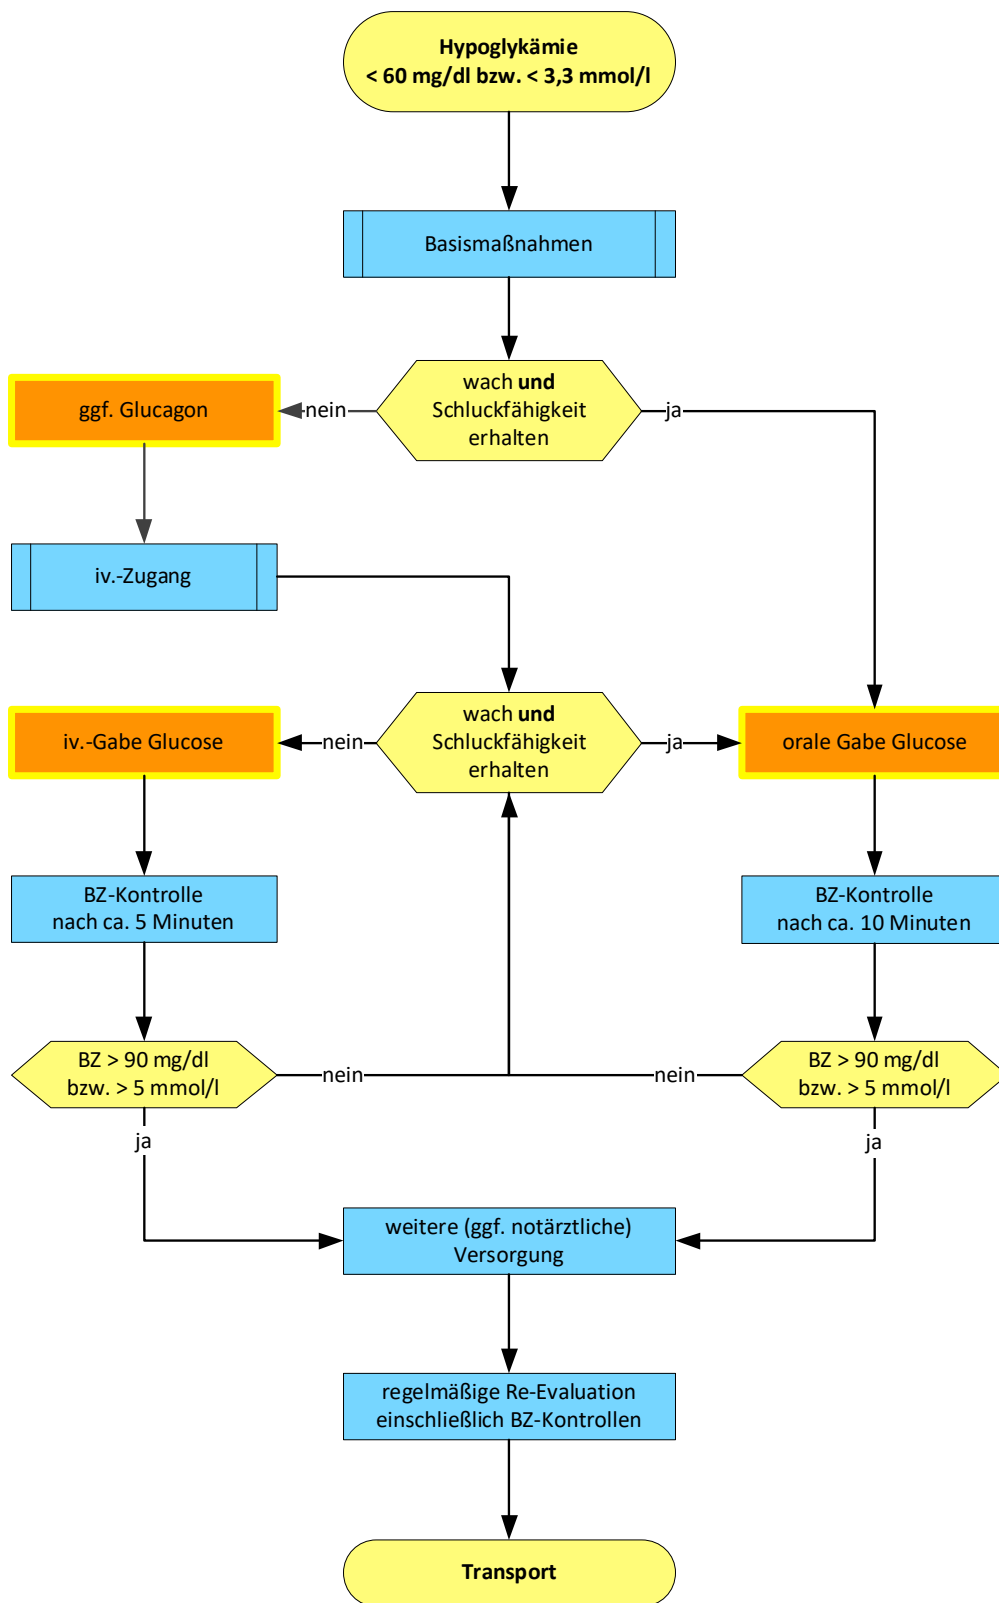 Hypoglykämie
< 60 mg/dl bzw. < 3,3 mmol/l
Basismaßnahmen
wach und
Schluckfähigkeit
erhalten
nein
ja
ggf. Glucagon
iv.-Zugang
wach und
Schluckfähigkeit
erhalten
nein
ja
iv.-Gabe Glucose
orale Gabe Glucose
BZ-Kontrolle
nach ca. 5 Minuten
BZ-Kontrolle
nach ca. 10 Minuten
BZ > 90 mg/dl
bzw. > 5 mmol/l
nein
nein
BZ > 90 mg/dl
bzw. > 5 mmol/l
ja
ja
weitere (ggf. notärztliche)
Versorgung
regelmäßige Re-Evaluation
einschließlich BZ-Kontrollen
Transport